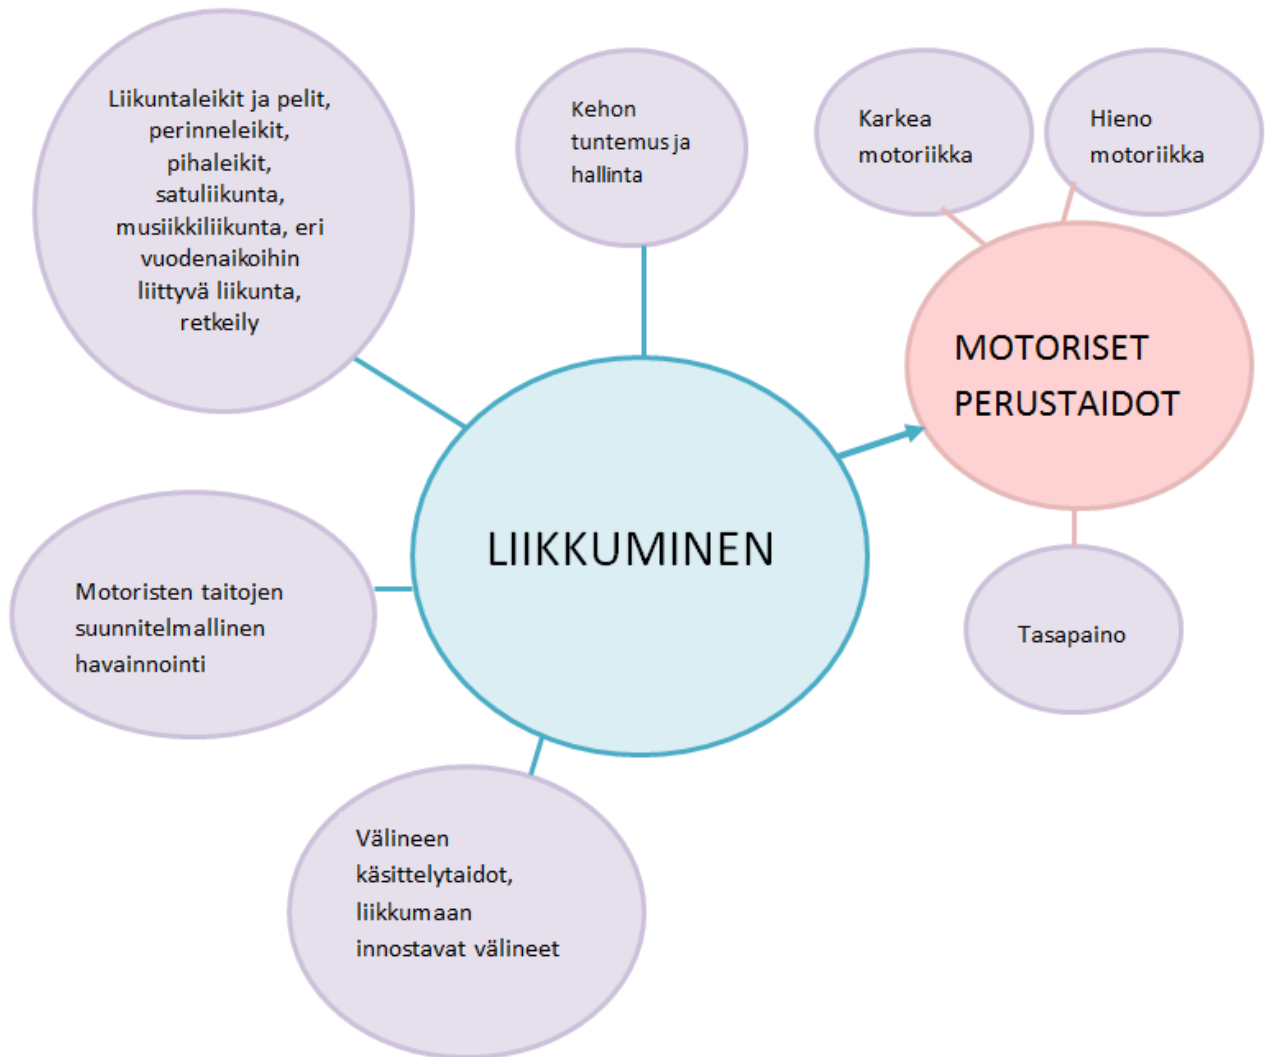 Liikuntaleikit ja pelit,
perinneleikit,
pihaleikit,
satuliikunta,
musiikkiliikunta, eri
vuodenaikoihin
liittyvä liikunta,
retkeily
Kehon
tuntemus ja
hallinta
Karkea
motoriikka
Hieno
motoriikka
MOTORISET
PERUSTAIDOT
LIIKKUMINEN
Motoristen taitojen
suunnitelmallinen
havainnointi
Tasapaino
Välineen
käsittelytaidot,
liikkumaan
innostavat välineet